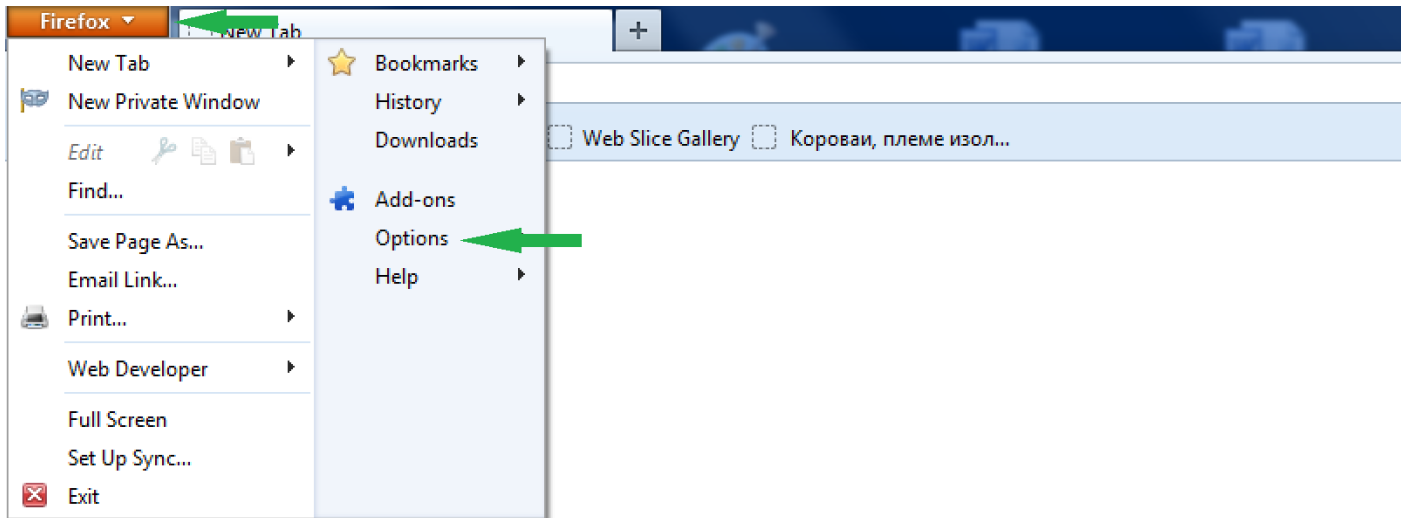 Firefox
New Tab
+
New Tab
New Private Window
Edit
Find...
Save Page As...
Email Link...
Print...
Web Developer
Full Screen
Set Up Sync...
Exit
Bookmarks
History
Downloads
Add-ons
Options
Help
Web Slice Gallery
Короваи, племе изол...